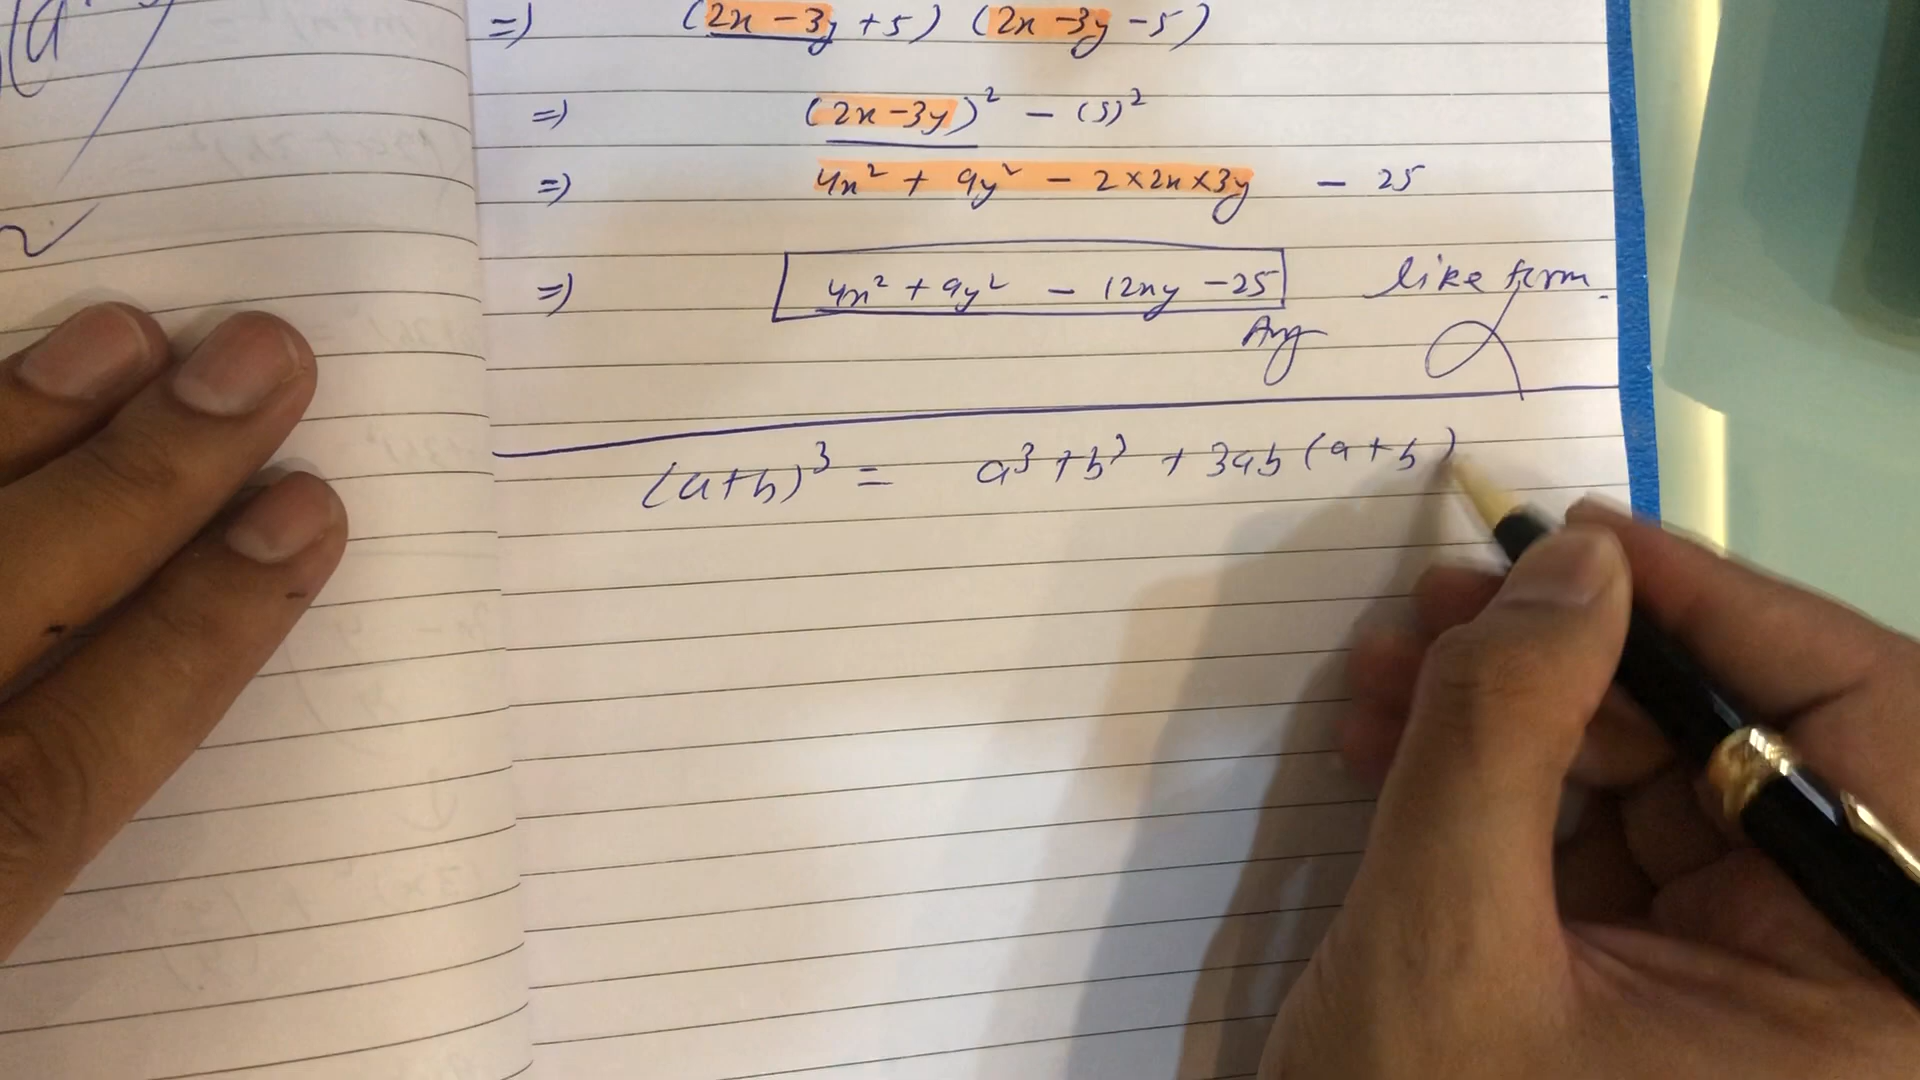 =) (2x - 3y + 5) (2x - 3y - 5)
=) (2x - 3y)² - (5)²
=) 4x² + 9y² - 2×2x×3y - 25
=) 4x² + 9y² - 12xy - 25 like term.
Ans
(a+b)³ = a³ + b³ + 3ab (a+b)